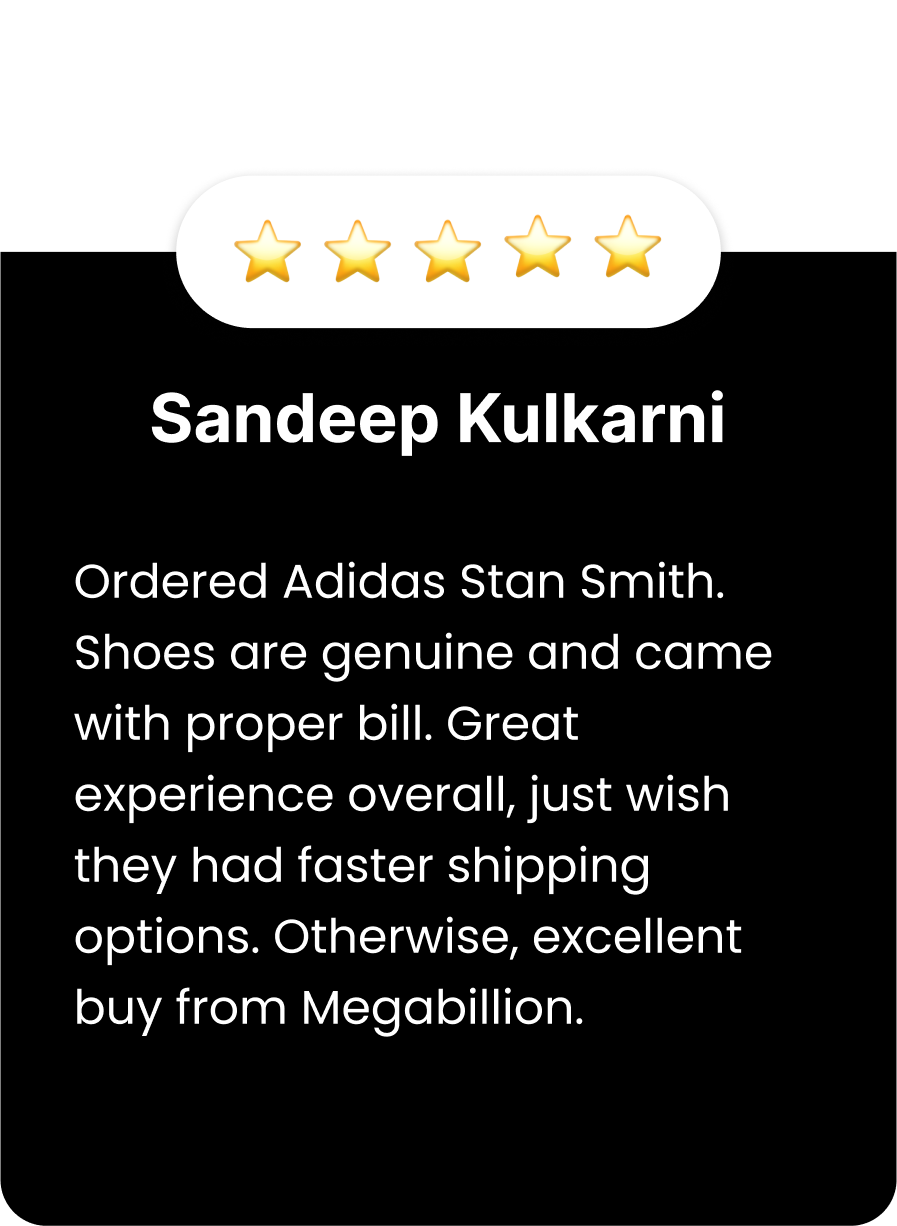 Sandeep Kulkarni
Ordered Adidas Stan Smith.
Shoes are genuine and came
with proper bill. Great
experience overall, just wish
they had faster shipping
options. Otherwise, excellent
buy from Megabillion.